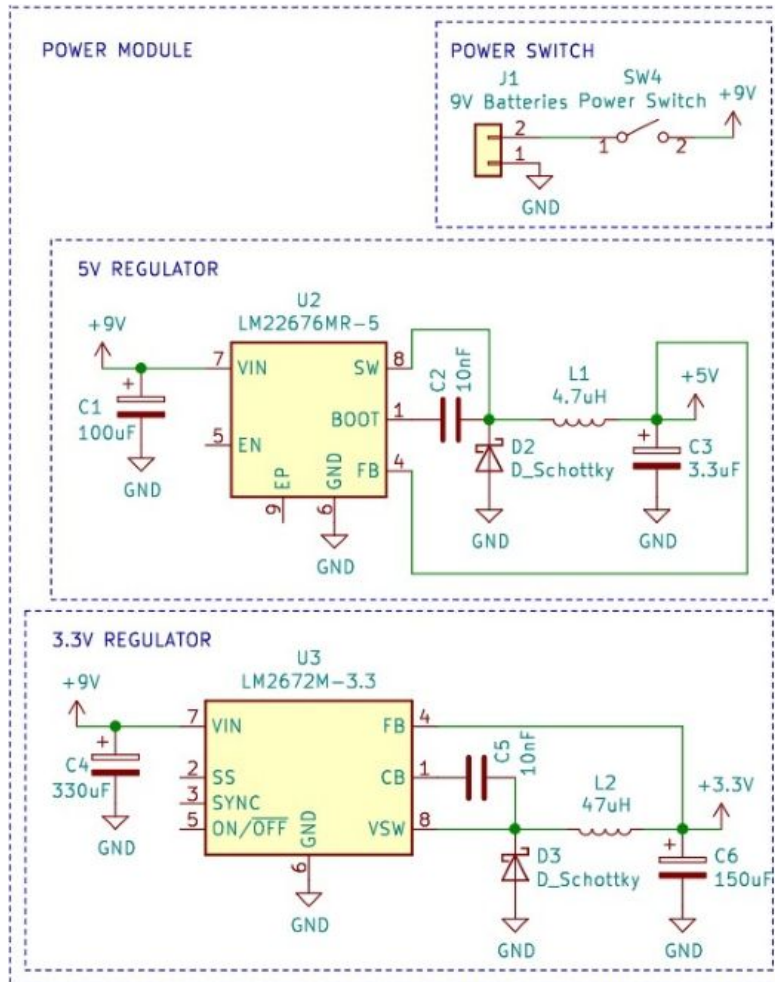 POWER MODULE
POWER SWITCH
J1
9V Batteries
SW4
Power Switch
+9V
2
1
1
2
GND
5V REGULATOR
U2
LM22676MR-5
+9V
7
VIN
SW
8
C2
10nF
L1
4.7uH
+5V
C1
100uF
+
BOOT
1
5
EN
D2
D_Schottky
+
C3
3.3uF
GND
EP
GND
FB
4
9
6
GND
GND
GND
3.3V REGULATOR
U3
LM2672M-3.3
+9V
7
VIN
FB
4
+
C4
330uF
2
SS
CB
1
C5
10nF
L2
47uH
+3.3V
3
SYNC
5
ON/OFF
GND
VSW
8
GND
6
D3
D_Schottky
+
C6
150uF
GND
GND
GND